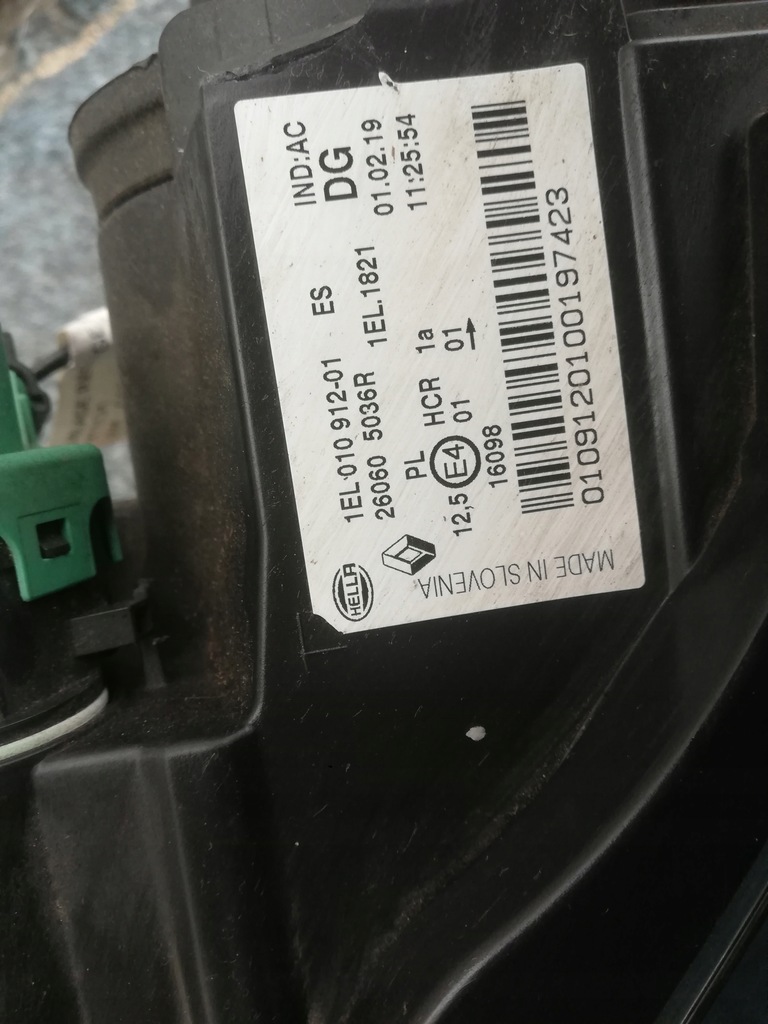 IND:AC
DG
01.02.19
11:25:54
1EL 010 912-01 ES
26060 5036R 1EL.1821
PL HCR 1a
12,5 E4 01 01
16098
010912010100197423
HELLA
MADE IN SLOVENIA